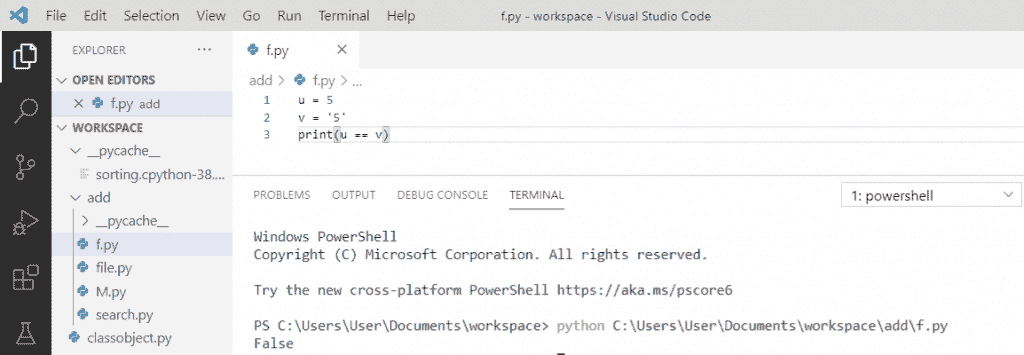 File Edit Selection View Go Run Terminal Help f.py - workspace - Visual Studio Code
EXPLORER ...
f.py
OPEN EDITORS
f.py add
WORKSPACE
__pycache__
sorting.cpython-38....
add
__pycache__
f.py
file.py
M.py
search.py
classobject.py
add > f.py > ...
1 u = 5
2 v = '5'
3 print(u == v)
PROBLEMS OUTPUT DEBUG CONSOLE TERMINAL 1: powershell
Windows PowerShell
Copyright (C) Microsoft Corporation. All rights reserved.
Try the new cross-platform PowerShell https://aka.ms/pscore6
PS C:\Users\User\Documents\workspace> python C:\Users\User\Documents\workspace\add\f.py
False